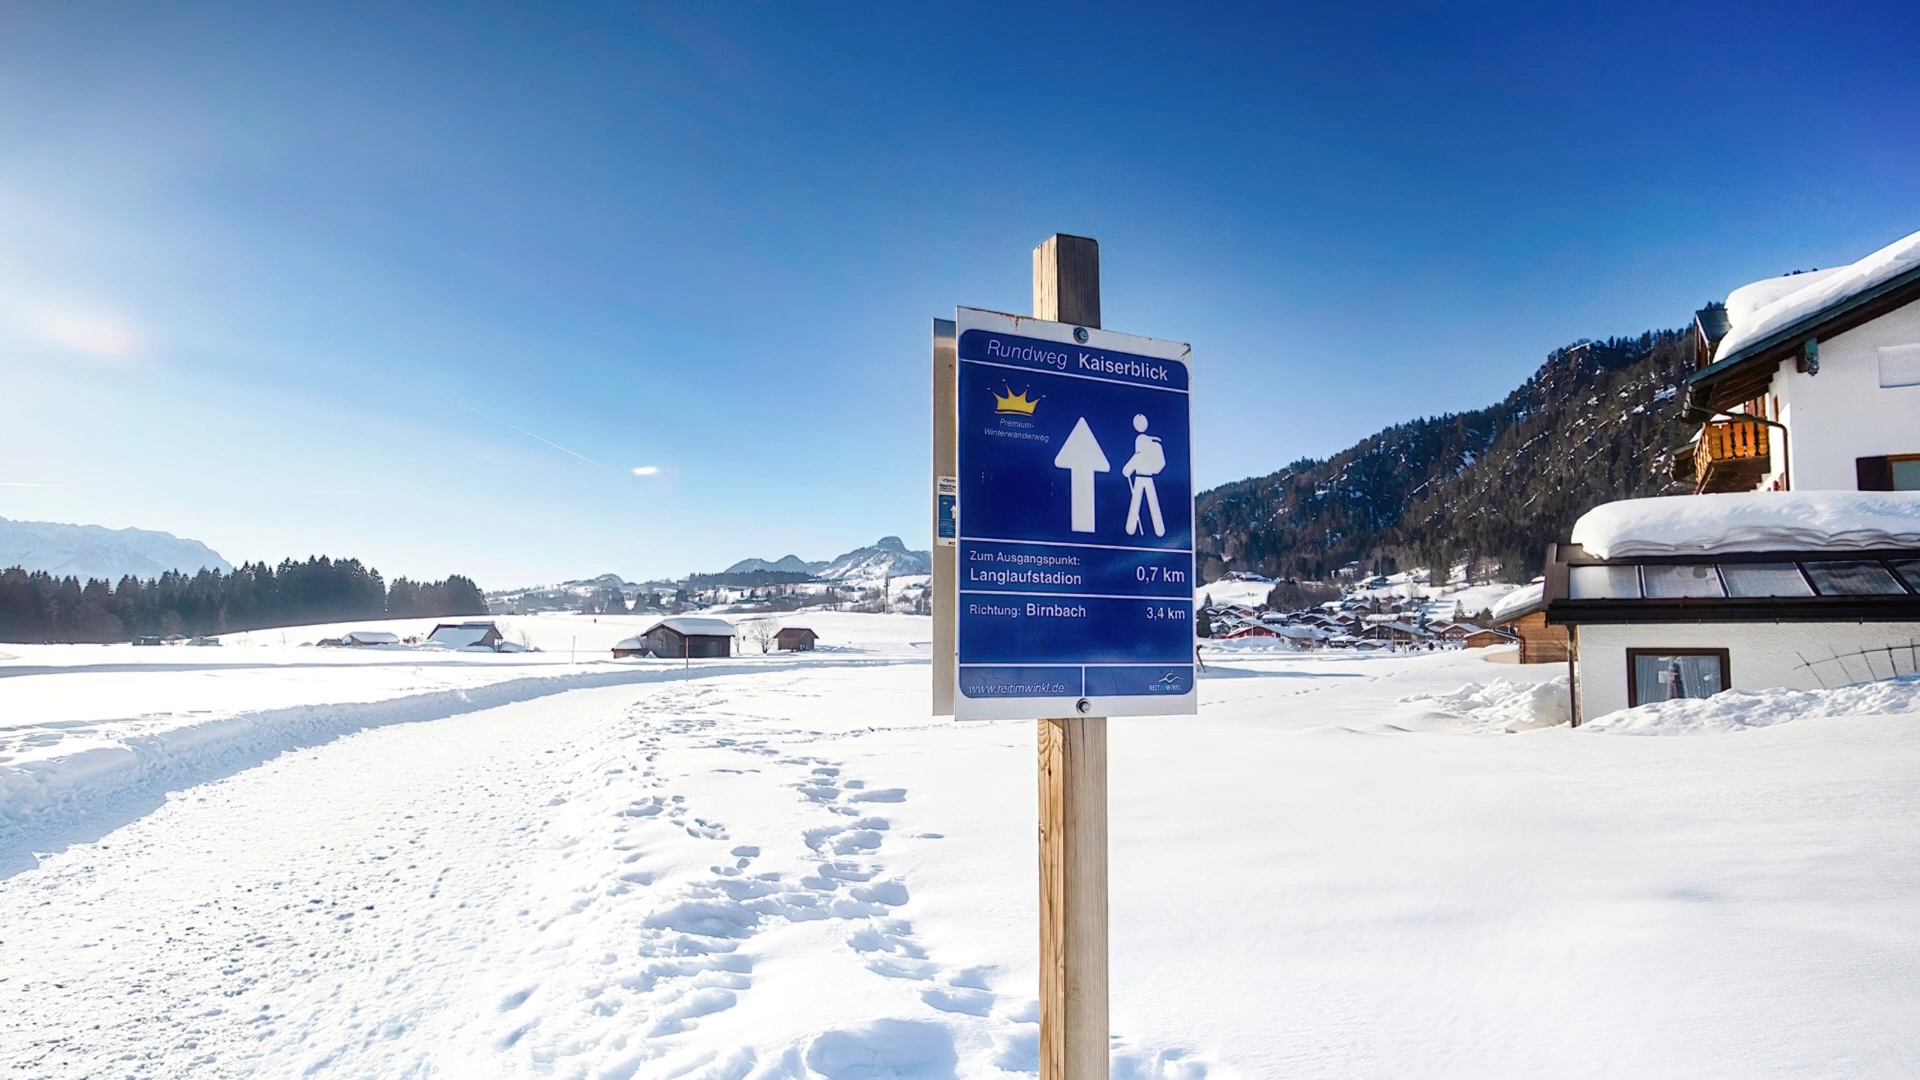 Rundweg Kaiserblick
Premium-
Winterwanderweg
Zum Ausgangspunkt:
Langlaufstadion 0,7 km
Richtung: Birnbach 3,4 km
www.reitimwinkl.de
REIT IM WINKL